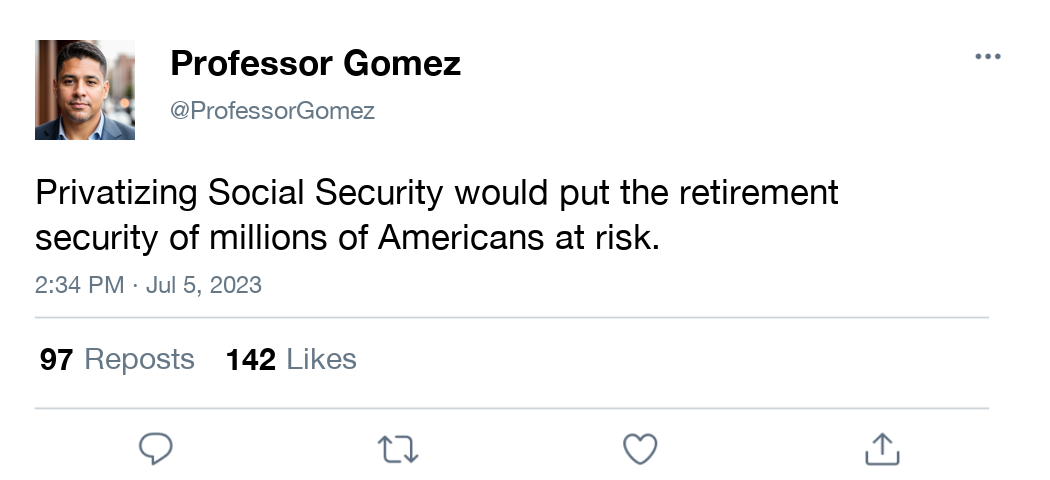 Professor Gomez
@ProfessorGomez
Privatizing Social Security would put the retirement
security of millions of Americans at risk.
2:34 PM · Jul 5, 2023
97 Reposts 142 Likes